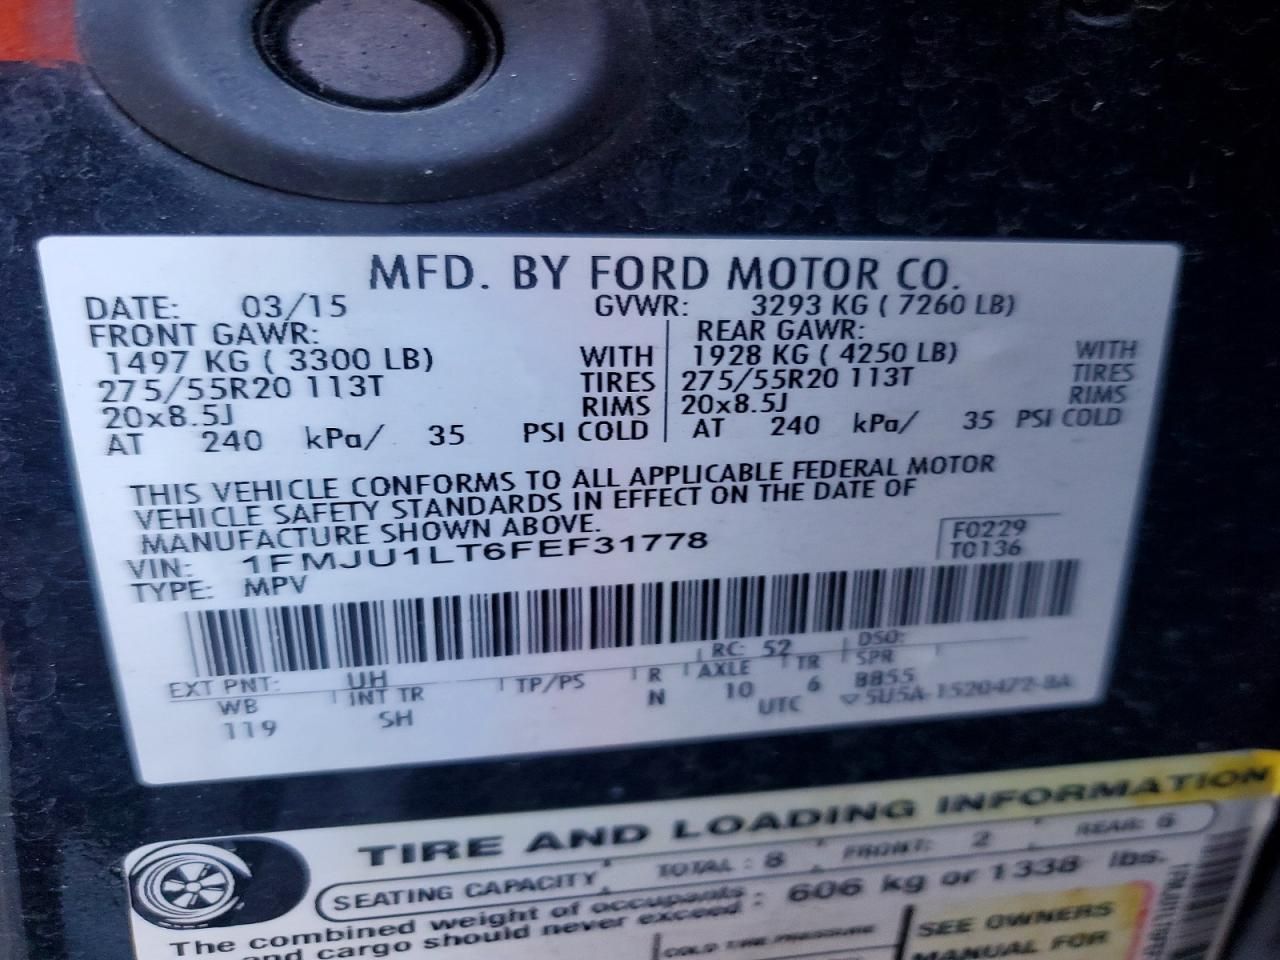 MFD. BY FORD MOTOR CO.
DATE: 03/15 GVWR: 3293 KG ( 7260 LB)
FRONT GAWR: REAR GAWR:
1497 KG ( 3300 LB) WITH 1928 KG ( 4250 LB) WITH
275/55R20 113T TIRES 275/55R20 113T TIRES
20x8.5J RIMS 20x8.5J RIMS
AT 240 kPa/ 35 PSI COLD AT 240 kPa/ 35 PSI COLD
THIS VEHICLE CONFORMS TO ALL APPLICABLE FEDERAL MOTOR
VEHICLE SAFETY STANDARDS IN EFFECT ON THE DATE OF
MANUFACTURE SHOWN ABOVE.
VIN: 1FMJU1LT6FEF31778 F0229
TYPE: MPV T0136
EXT PNT: UH RC: 52 DSO:
WB INT TR TP/PS R AXLE TR SPR
119 SH N 10 6 8855
UTC 5U5A-1520472-BA
TIRE AND LOADING INFORMATION
SEATING CAPACITY TOTAL: 8 FRONT: 2 REAR: 6
The combined weight of occupants : 606 kg or 1338 lbs.
and cargo should never exceed :
COLD TIRE PRESSURE SEE OWNERS
MANUAL FOR